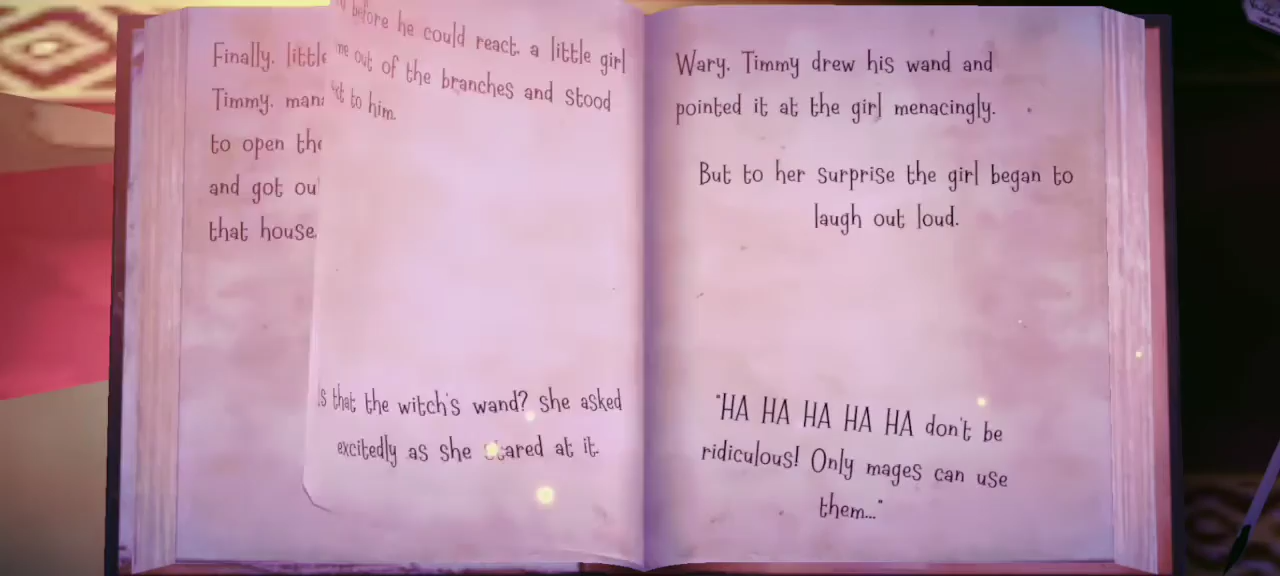 Finally, little
Timmy, man
to open the
and got ou
that house.
before he could react, a little girl
me out of the branches and stood
xt to him.
s that the witch's wand? she asked
excitedly as she stared at it.
Wary, Timmy drew his wand and
pointed it at the girl menacingly.
But to her surprise the girl began to
laugh out loud.
"HA HA HA HA HA don't be
ridiculous! Only mages can use
them..."